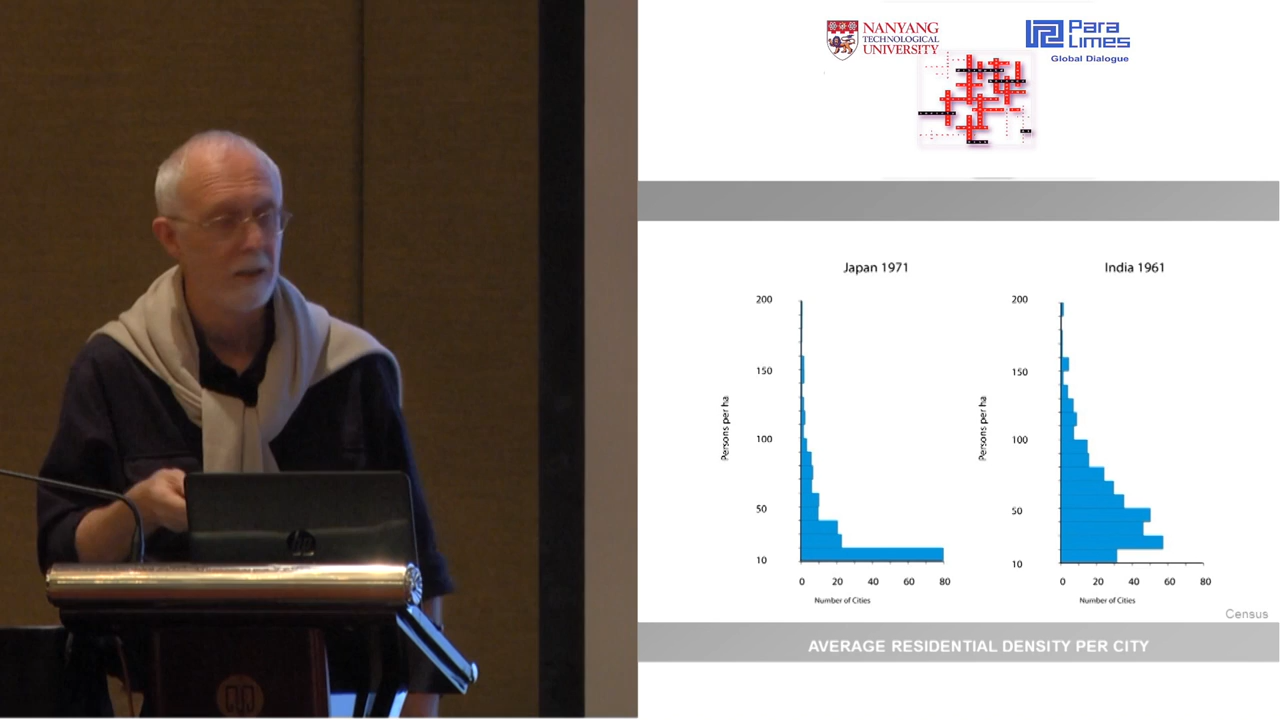 NANYANG
TECHNOLOGICAL
UNIVERSITY
Para
Limes
Global Dialogue
Japan 1971
India 1961
200
150
100
50
10
Persons per ha
0 20 40 60 80
Number of Cities
200
150
100
50
10
Persons per ha
0 20 40 60 80
Number of Cities
Census
AVERAGE RESIDENTIAL DENSITY PER CITY
hp